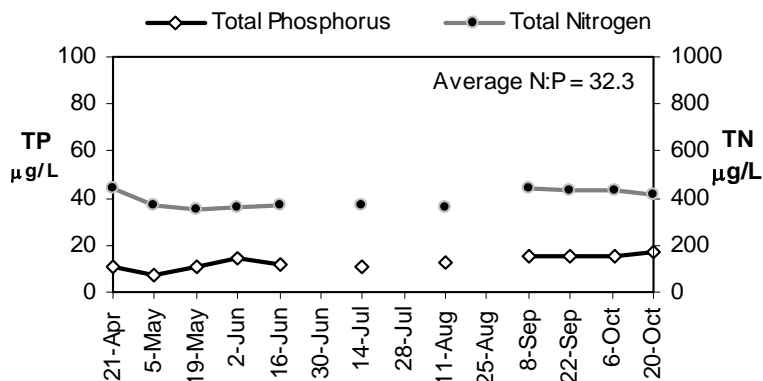 Total Phosphorus Total Nitrogen
100 1000
Average N:P = 32.3
80 800
TP TN
µg/L µg/L
60 600
40 400
20 200
0 0
21-Apr
5-May
19-May
2-Jun
16-Jun
30-Jun
14-Jul
28-Jul
11-Aug
25-Aug
8-Sep
22-Sep
6-Oct
20-Oct